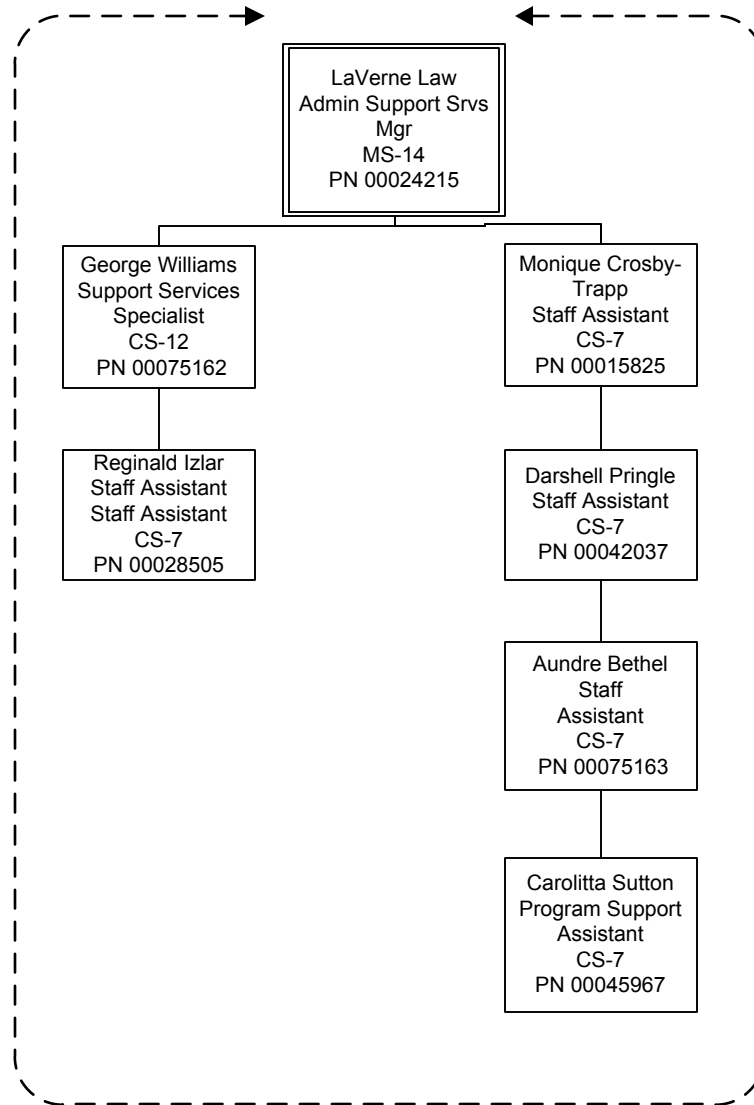 LaVerne Law
Admin Support Srvs
Mgr
MS-14
PN 00024215
George Williams
Support Services
Specialist
CS-12
PN 00075162
Monique Crosby-
Trapp
Staff Assistant
CS-7
PN 00015825
Reginald Izlar
Staff Assistant
Staff Assistant
CS-7
PN 00028505
Darshell Pringle
Staff Assistant
CS-7
PN 00042037
Aundre Bethel
Staff
Assistant
CS-7
PN 00075163
Carolitta Sutton
Program Support
Assistant
CS-7
PN 00045967